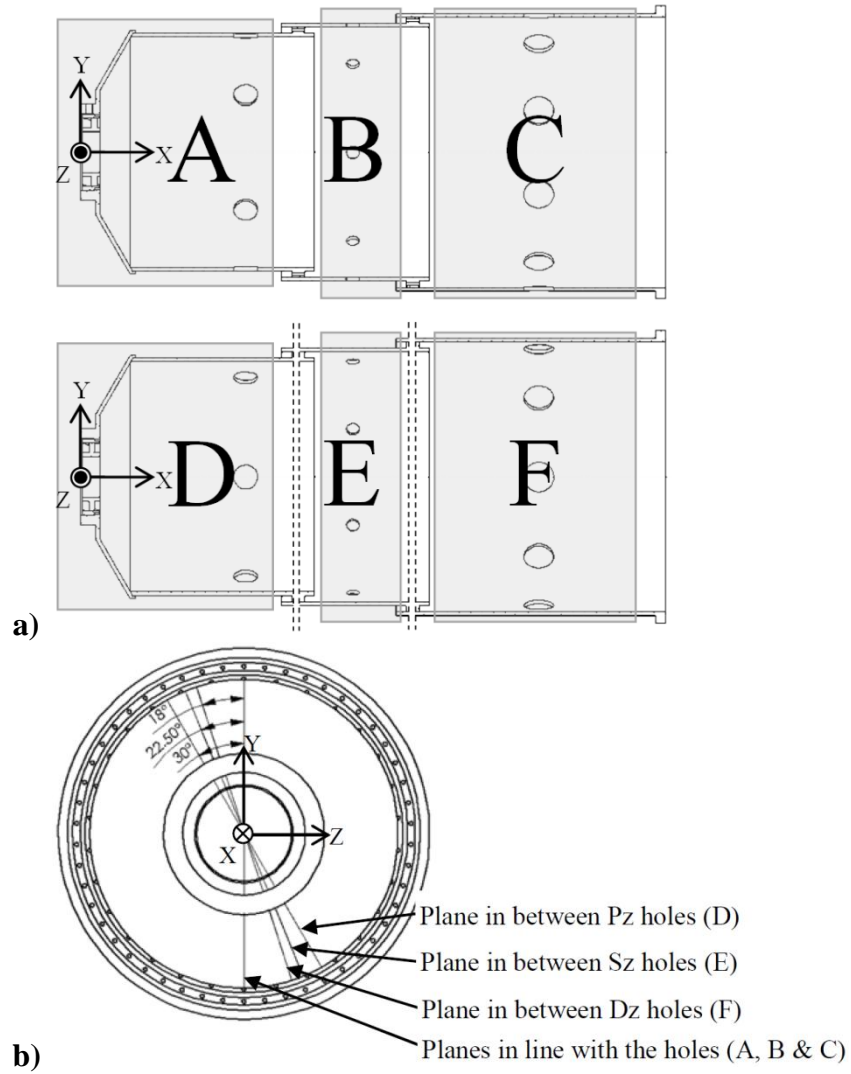 Y
X
Z
A
B
C
Y
X
Z
D
E
F
a)
18°
22.50°
30°
Y
X
Z
Plane in between Pz holes (D)
Plane in between Sz holes (E)
Plane in between Dz holes (F)
Planes in line with the holes (A, B & C)
b)